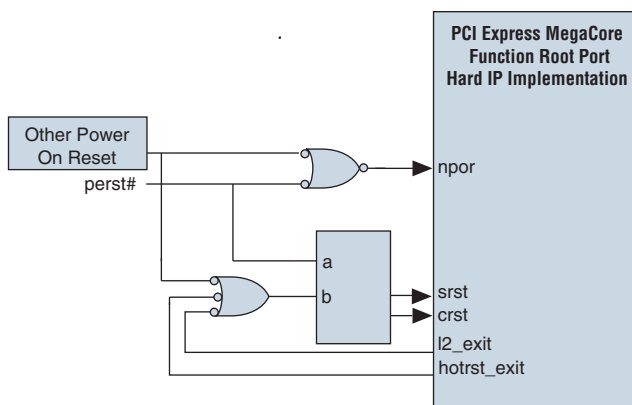 PCI Express MegaCore
Function Root Port
Hard IP Implementation
Other Power
On Reset
perst#
npor
a
b
srst
crst
l2_exit
hotrst_exit